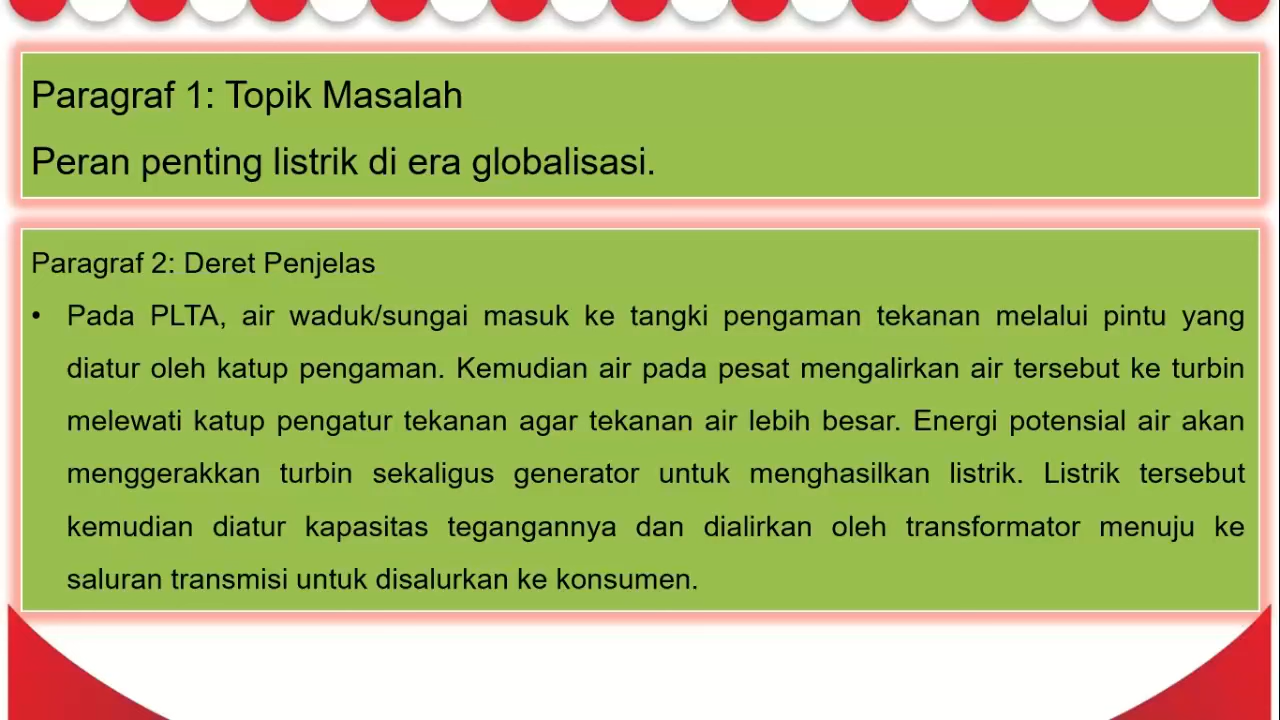 Paragraf 1: Topik Masalah
Peran penting listrik di era globalisasi.
Paragraf 2: Deret Penjelas
• Pada PLTA, air waduk/sungai masuk ke tangki pengaman tekanan melalui pintu yang
diatur oleh katup pengaman. Kemudian air pada pesat mengalirkan air tersebut ke turbin
melewati katup pengatur tekanan agar tekanan air lebih besar. Energi potensial air akan
menggerakkan turbin sekaligus generator untuk menghasilkan listrik. Listrik tersebut
kemudian diatur kapasitas tegangannya dan dialirkan oleh transformator menuju ke
saluran transmisi untuk disalurkan ke konsumen.